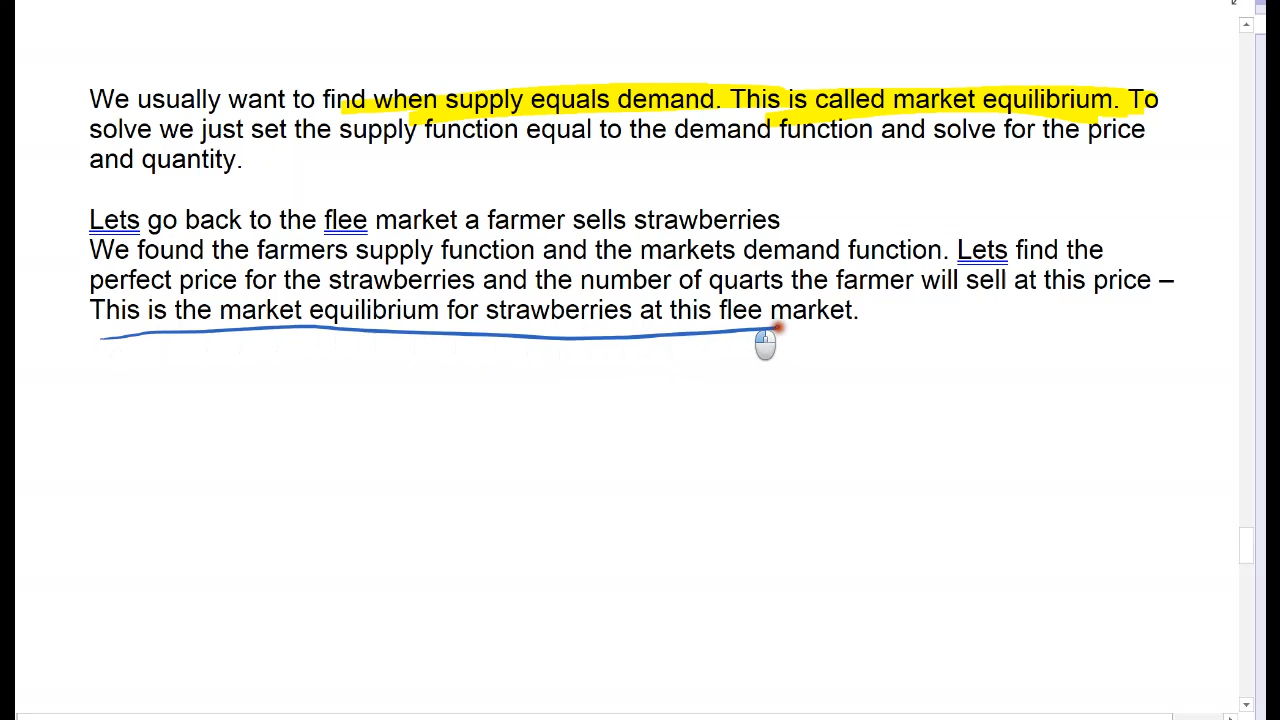 We usually want to find when supply equals demand. This is called market equilibrium. To
solve we just set the supply function equal to the demand function and solve for the price
and quantity.
Lets go back to the flee market a farmer sells strawberries
We found the farmers supply function and the markets demand function. Lets find the
perfect price for the strawberries and the number of quarts the farmer will sell at this price –
This is the market equilibrium for strawberries at this flee market.